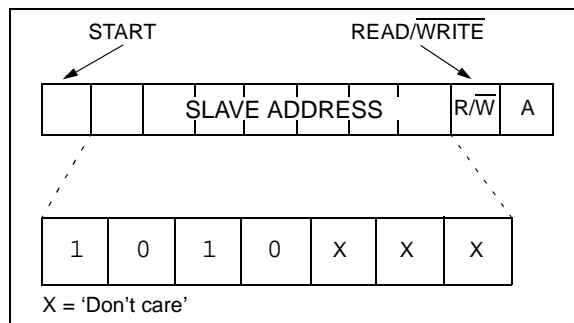 START READ/WRITE
SLAVE ADDRESS R/W A
1 0 1 0 X X X
X = ‘Don’t care’